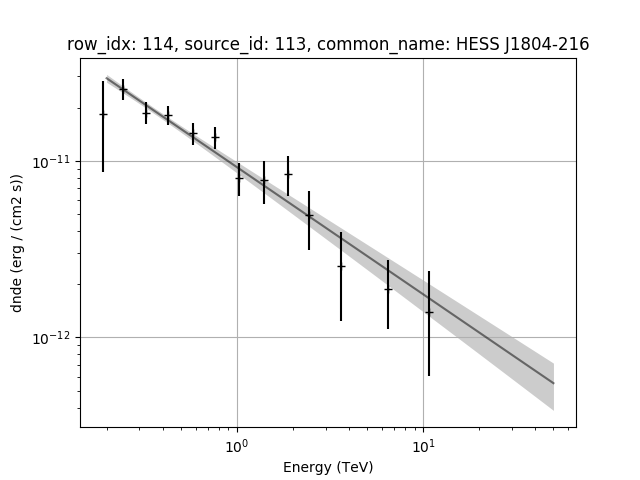 row_idx: 114, source_id: 113, common_name: HESS J1804-216
dnde (erg / (cm2 s))
10⁻¹¹
10⁻¹²
10⁰
10¹
Energy (TeV)